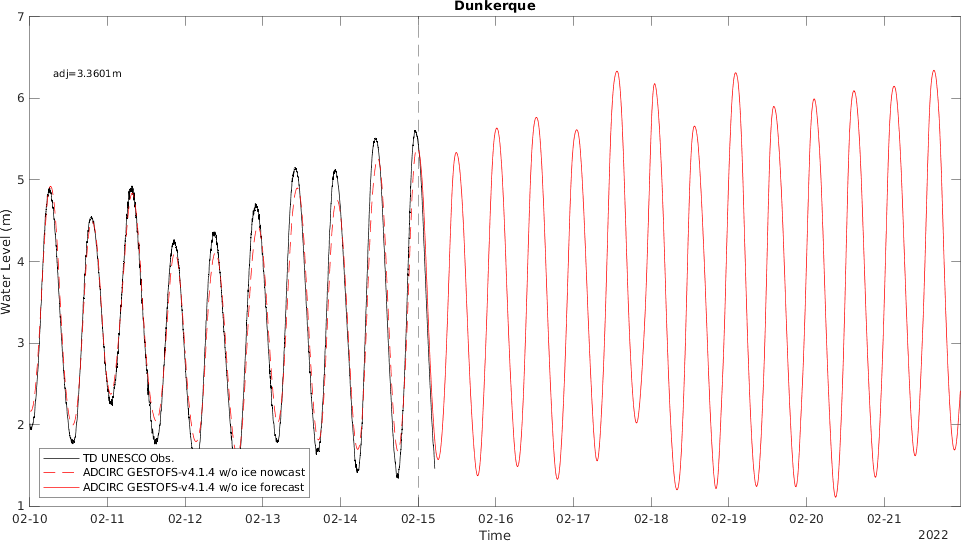 Dunkerque
7
adj=3.3601m
6
5
4
3
2
1
Water Level (m)
TD UNESCO Obs.
ADCIRC GESTOFS-v4.1.4 w/o ice nowcast
ADCIRC GESTOFS-v4.1.4 w/o ice forecast
02-10 02-11 02-12 02-13 02-14 02-15 02-16 02-17 02-18 02-19 02-20 02-21
Time
2022